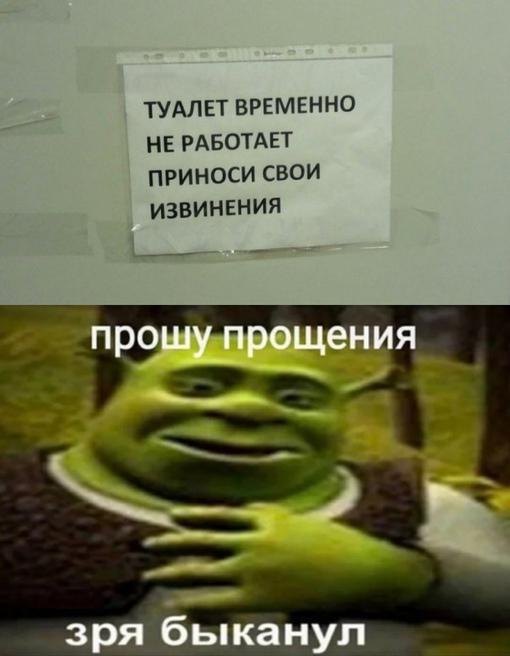 ТУАЛЕТ ВРЕМЕННО
НЕ РАБОТАЕТ
ПРИНОСИ СВОИ
ИЗВИНЕНИЯ
прошу прощения
зря быканул